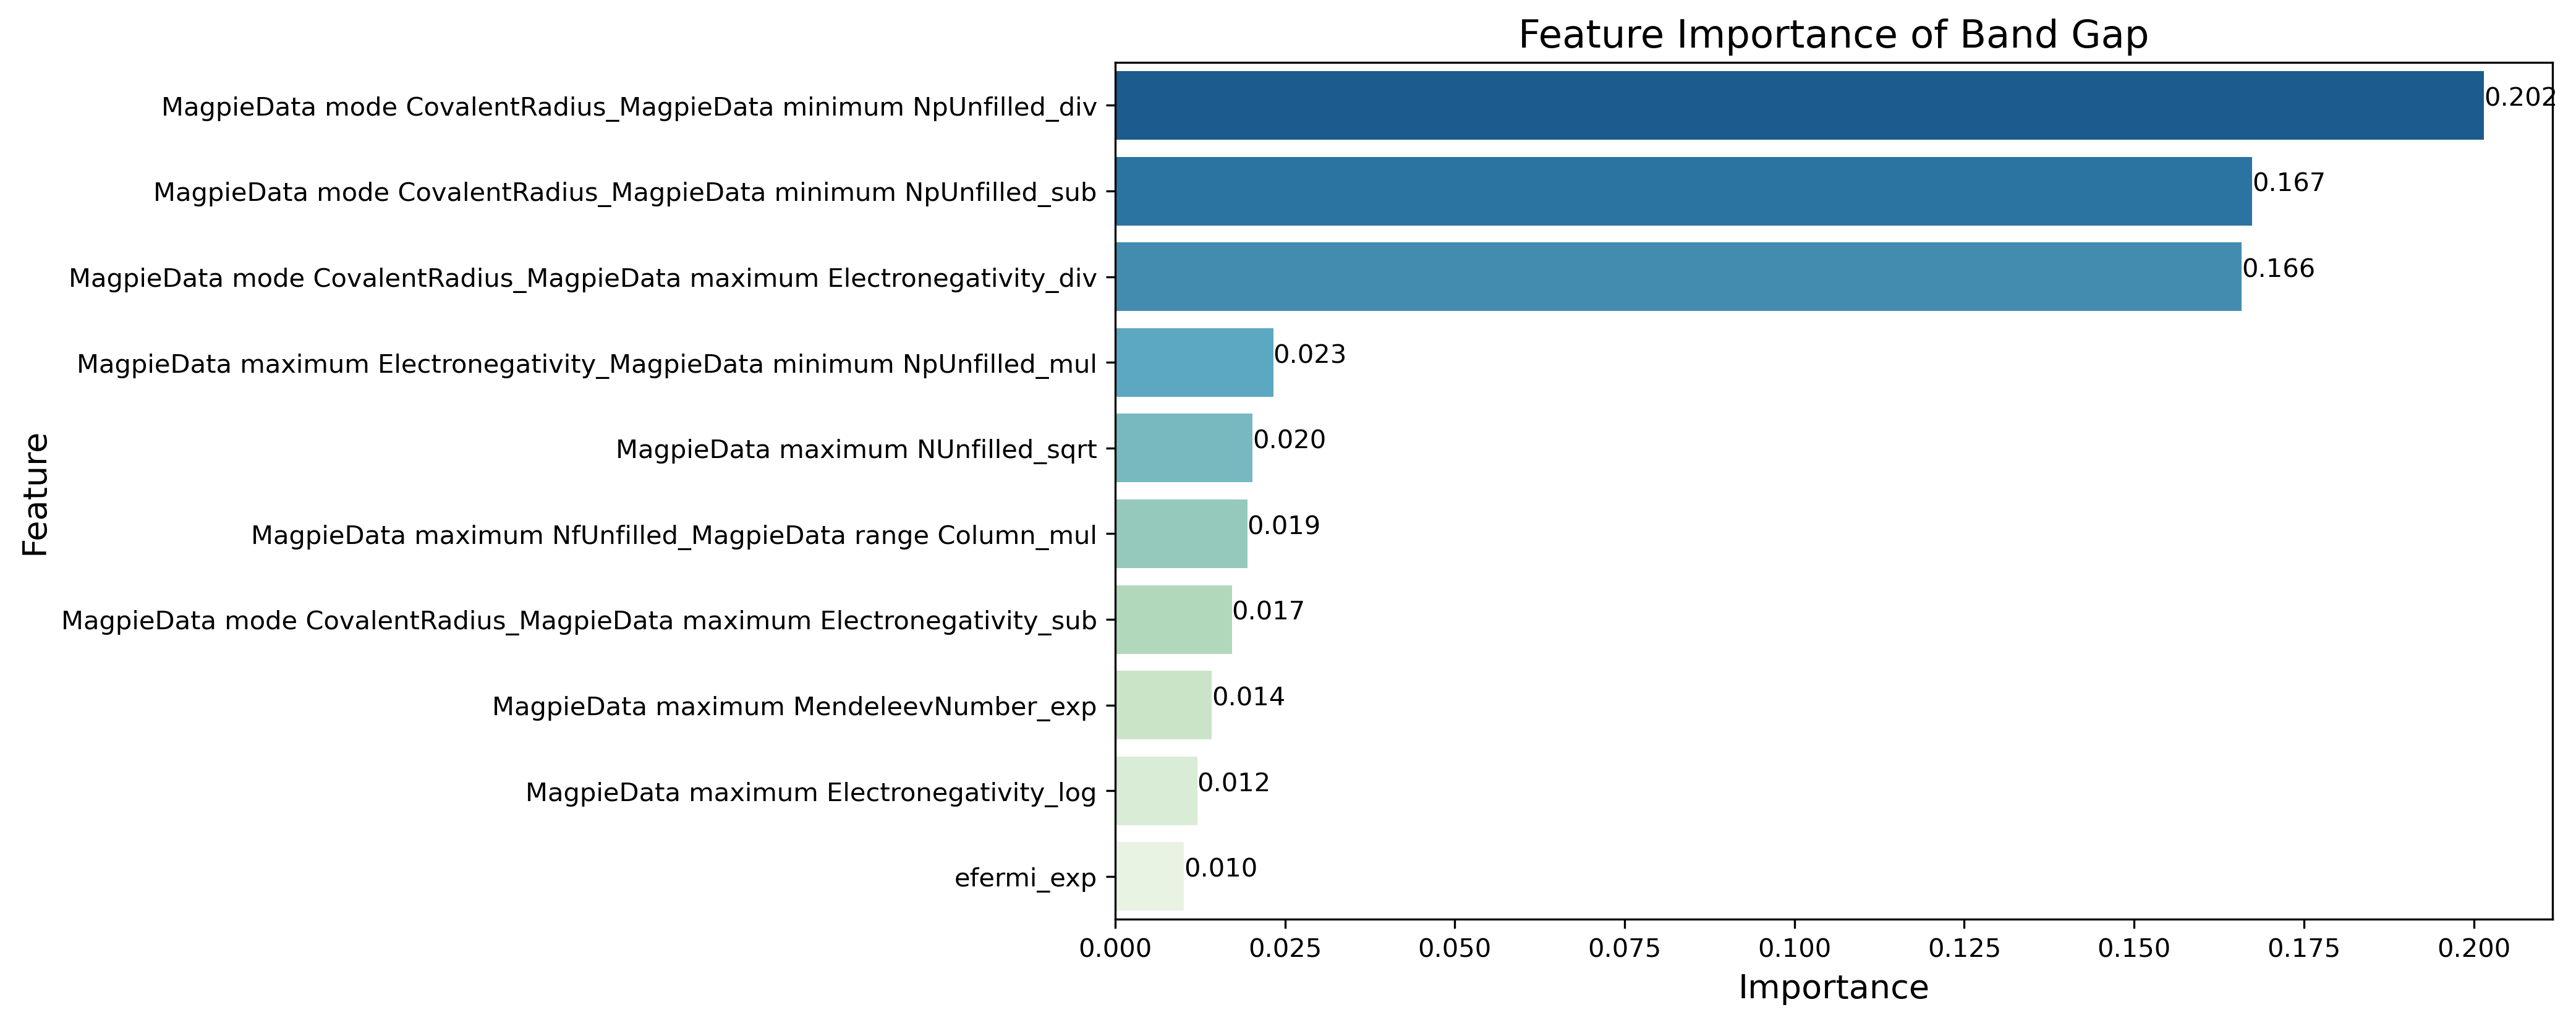 Feature Importance of Band Gap
MagpieData mode CovalentRadius_MagpieData minimum NpUnfilled_div
0.202
MagpieData mode CovalentRadius_MagpieData minimum NpUnfilled_sub
0.167
MagpieData mode CovalentRadius_MagpieData maximum Electronegativity_div
0.166
MagpieData maximum Electronegativity_MagpieData minimum NpUnfilled_mul
0.023
MagpieData maximum NUnfilled_sqrt
0.020
MagpieData maximum NfUnfilled_MagpieData range Column_mul
0.019
MagpieData mode CovalentRadius_MagpieData maximum Electronegativity_sub
0.017
MagpieData maximum MendeleevNumber_exp
0.014
MagpieData maximum Electronegativity_log
0.012
efermi_exp
0.010
Feature
0.000 0.025 0.050 0.075 0.100 0.125 0.150 0.175 0.200
Importance